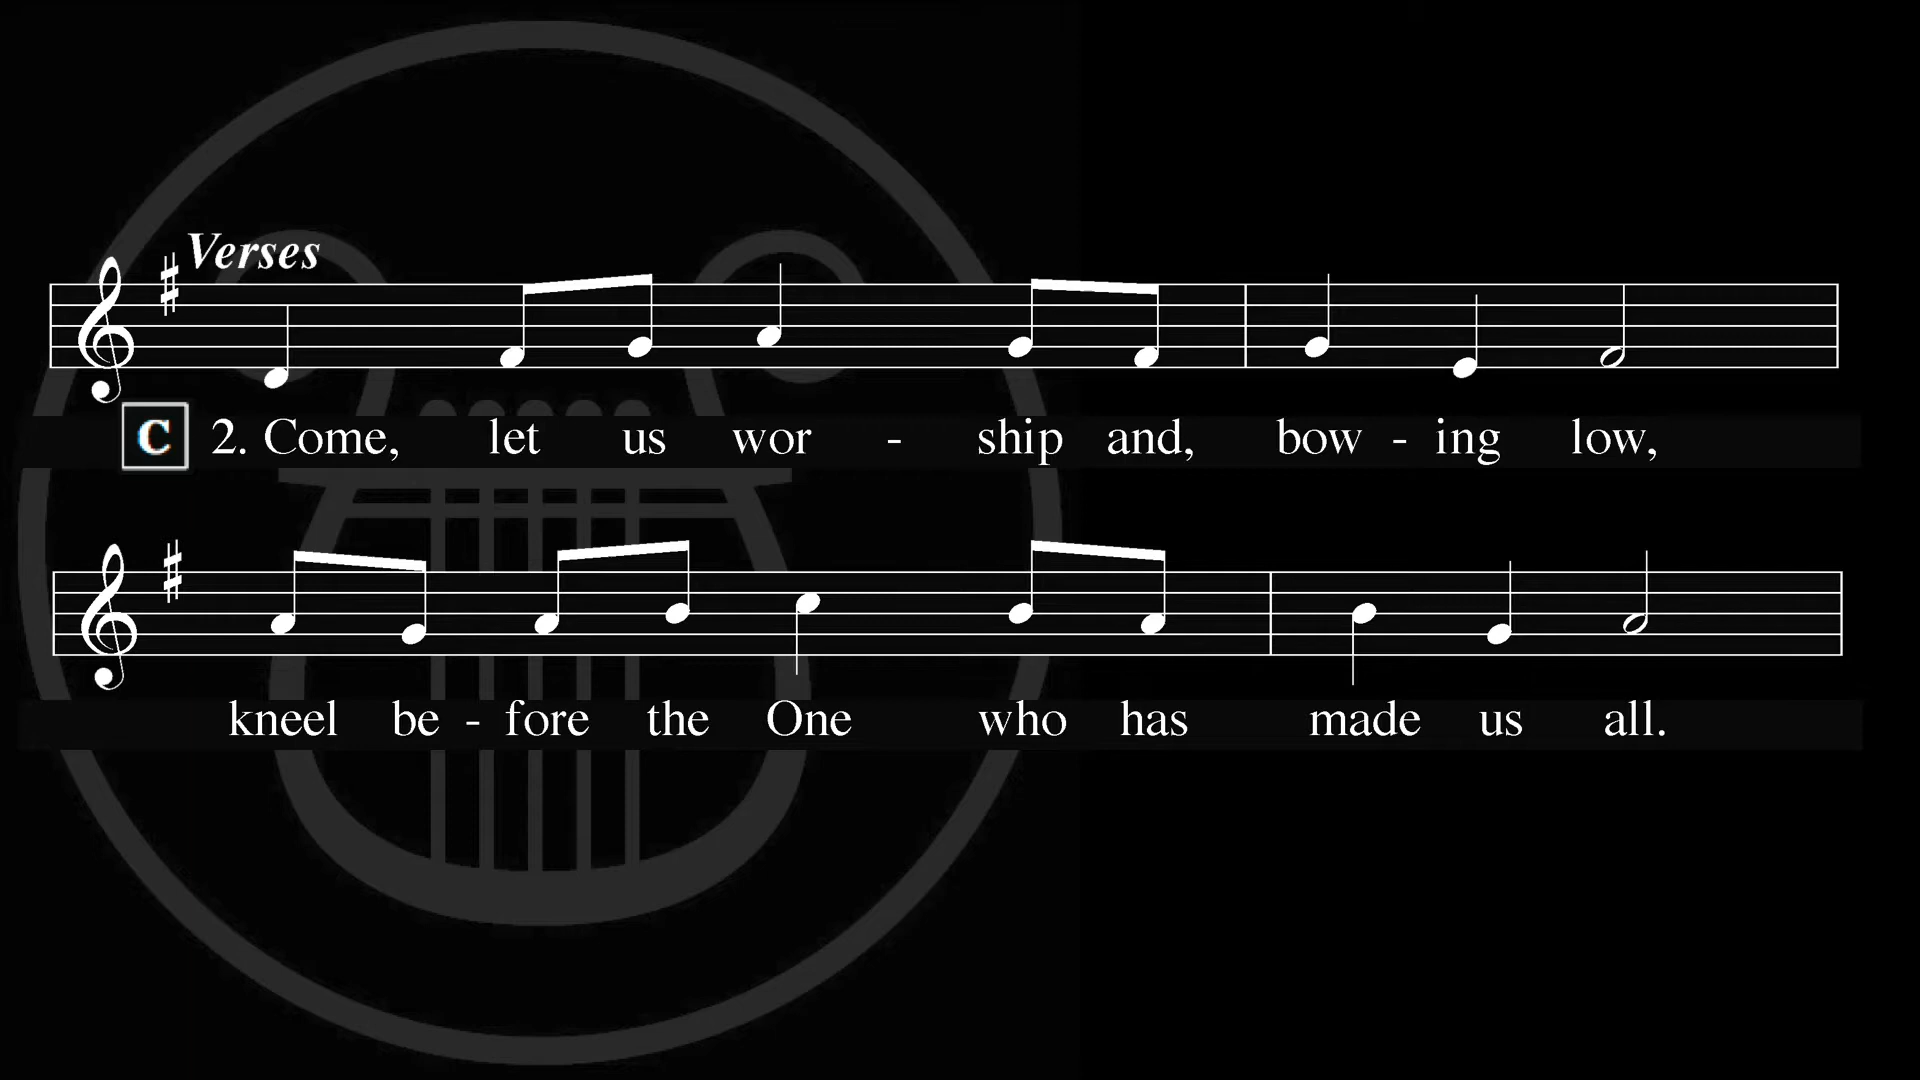 Verses
C 2. Come, let us wor - ship and, bow - ing low,
kneel be - fore the One who has made us all.